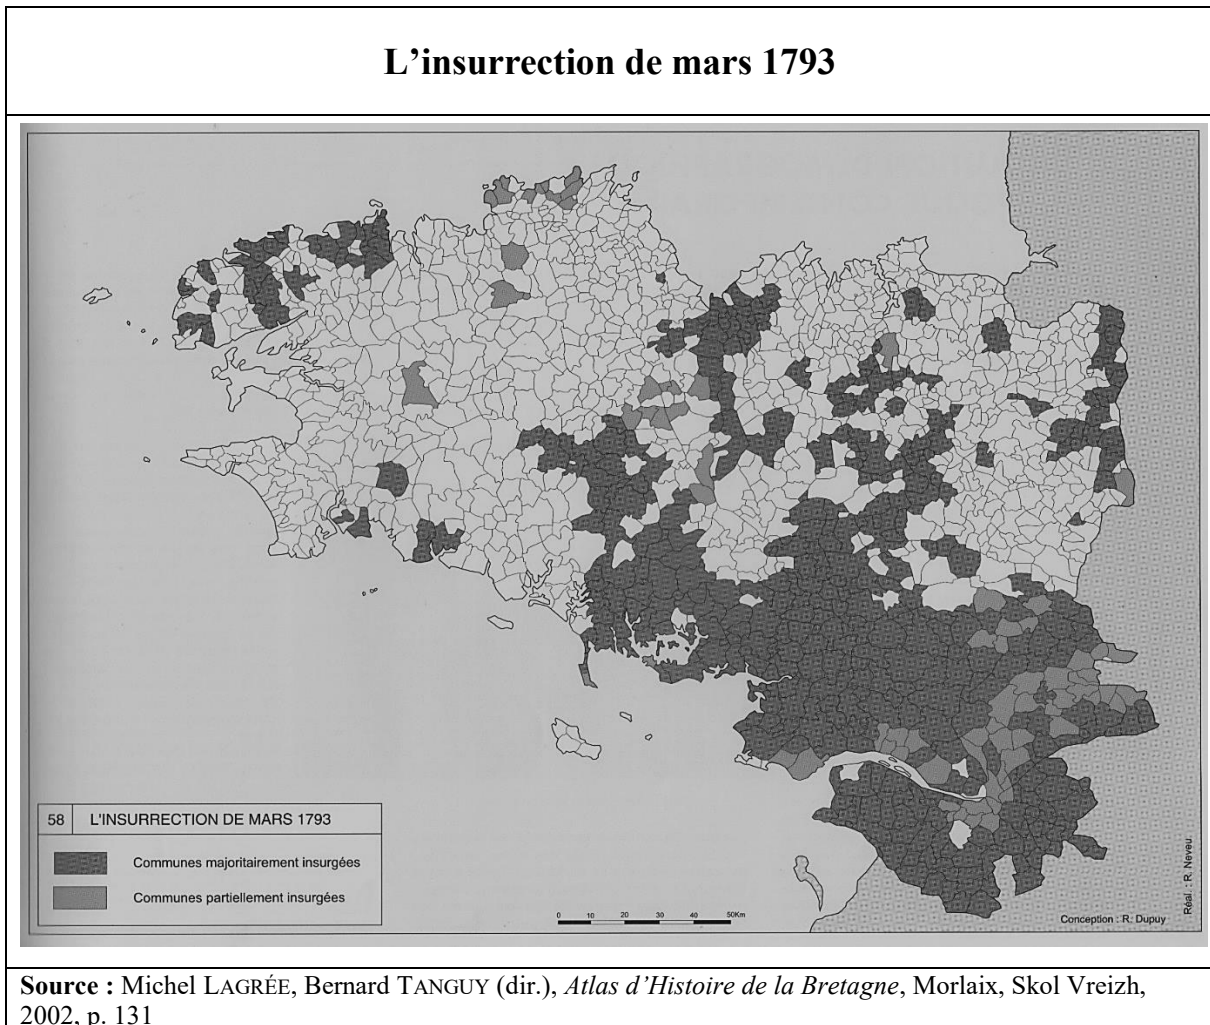 L’insurrection de mars 1793
58 L'INSURRECTION DE MARS 1793
Communes majoritairement insurgées
Communes partiellement insurgées
0 10 20 30 40 50Km
Conception : R. Dupuy
Réal. : R. Neveu.
Source : Michel LAGRÉE, Bernard TANGUY (dir.), Atlas d’Histoire de la Bretagne, Morlaix, Skol Vreizh,
2002, p. 131